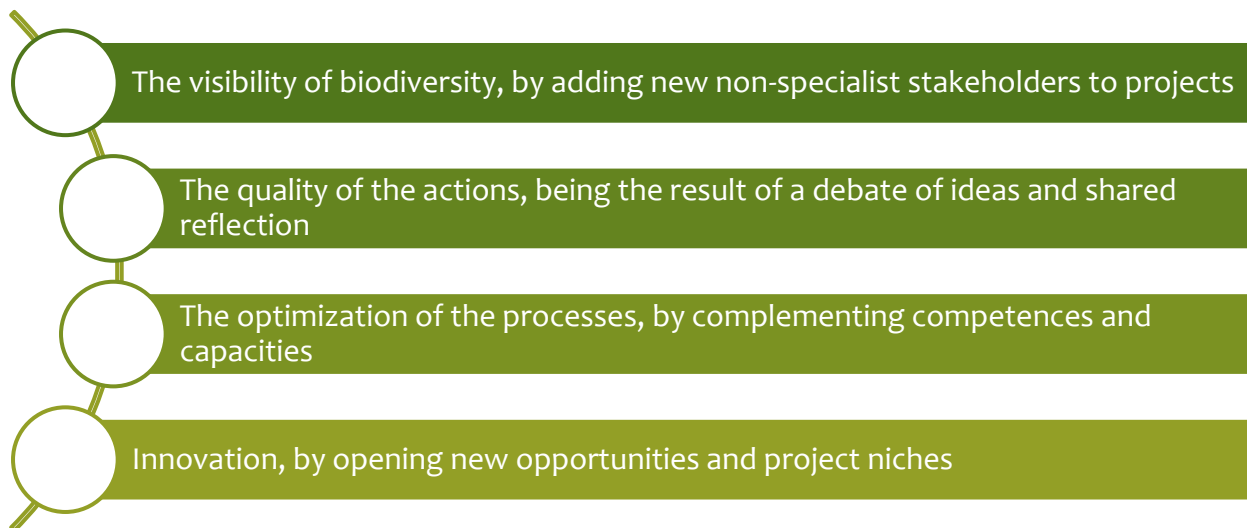 The visibility of biodiversity, by adding new non-specialist stakeholders to projects
The quality of the actions, being the result of a debate of ideas and shared
reflection
The optimization of the processes, by complementing competences and
capacities
Innovation, by opening new opportunities and project niches